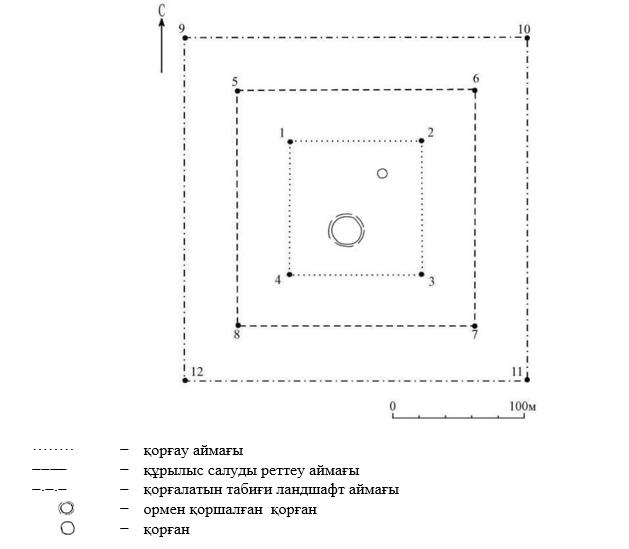 С
9 10
5 6
1 2
4 3
8 7
12 11
0 100м
– қорғау аймағы
– құрылыс салуды реттеу аймағы
– қорғалатын табиғи ландшафт аймағы
– ормен қоршалған қорған
– қорған